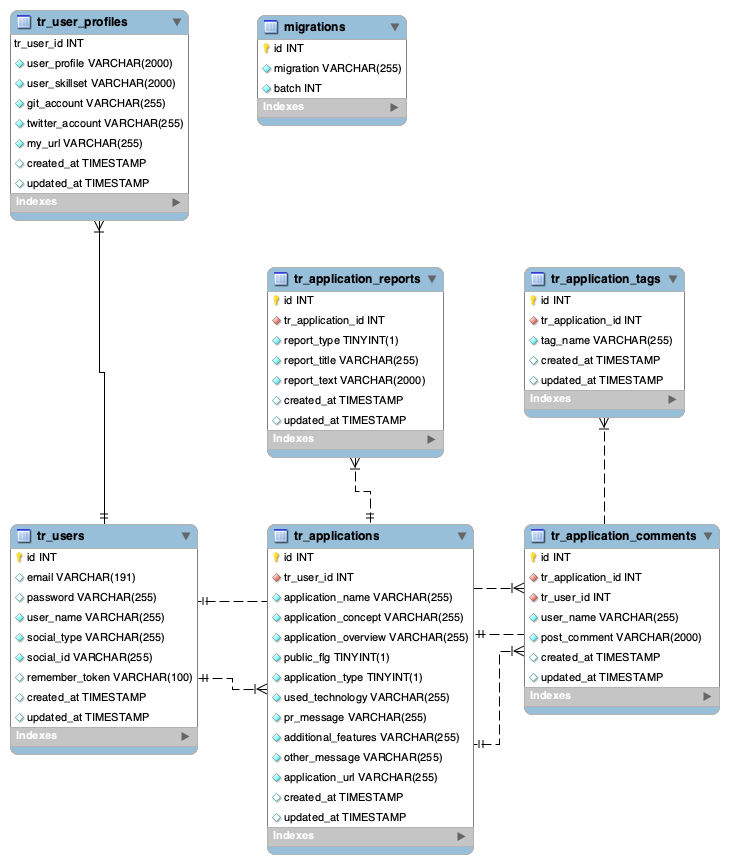 tr_user_profiles
tr_user_id INT
user_profile VARCHAR(2000)
user_skillset VARCHAR(2000)
git_account VARCHAR(255)
twitter_account VARCHAR(255)
my_url VARCHAR(255)
created_at TIMESTAMP
updated_at TIMESTAMP
Indexes
migrations
id INT
migration VARCHAR(255)
batch INT
Indexes
tr_application_reports
id INT
tr_application_id INT
report_type TINYINT(1)
report_title VARCHAR(255)
report_text VARCHAR(2000)
created_at TIMESTAMP
updated_at TIMESTAMP
Indexes
tr_application_tags
id INT
tr_application_id INT
tag_name VARCHAR(255)
created_at TIMESTAMP
updated_at TIMESTAMP
Indexes
tr_users
id INT
email VARCHAR(191)
password VARCHAR(255)
user_name VARCHAR(255)
social_type VARCHAR(255)
social_id VARCHAR(255)
remember_token VARCHAR(100)
created_at TIMESTAMP
updated_at TIMESTAMP
Indexes
tr_applications
id INT
tr_user_id INT
application_name VARCHAR(255)
application_concept VARCHAR(255)
application_overview VARCHAR(255)
public_flg TINYINT(1)
application_type TINYINT(1)
used_technology VARCHAR(255)
pr_message VARCHAR(255)
additional_features VARCHAR(255)
other_message VARCHAR(255)
application_url VARCHAR(255)
created_at TIMESTAMP
updated_at TIMESTAMP
Indexes
tr_application_comments
id INT
tr_application_id INT
tr_user_id INT
user_name VARCHAR(255)
post_comment VARCHAR(2000)
created_at TIMESTAMP
updated_at TIMESTAMP
Indexes